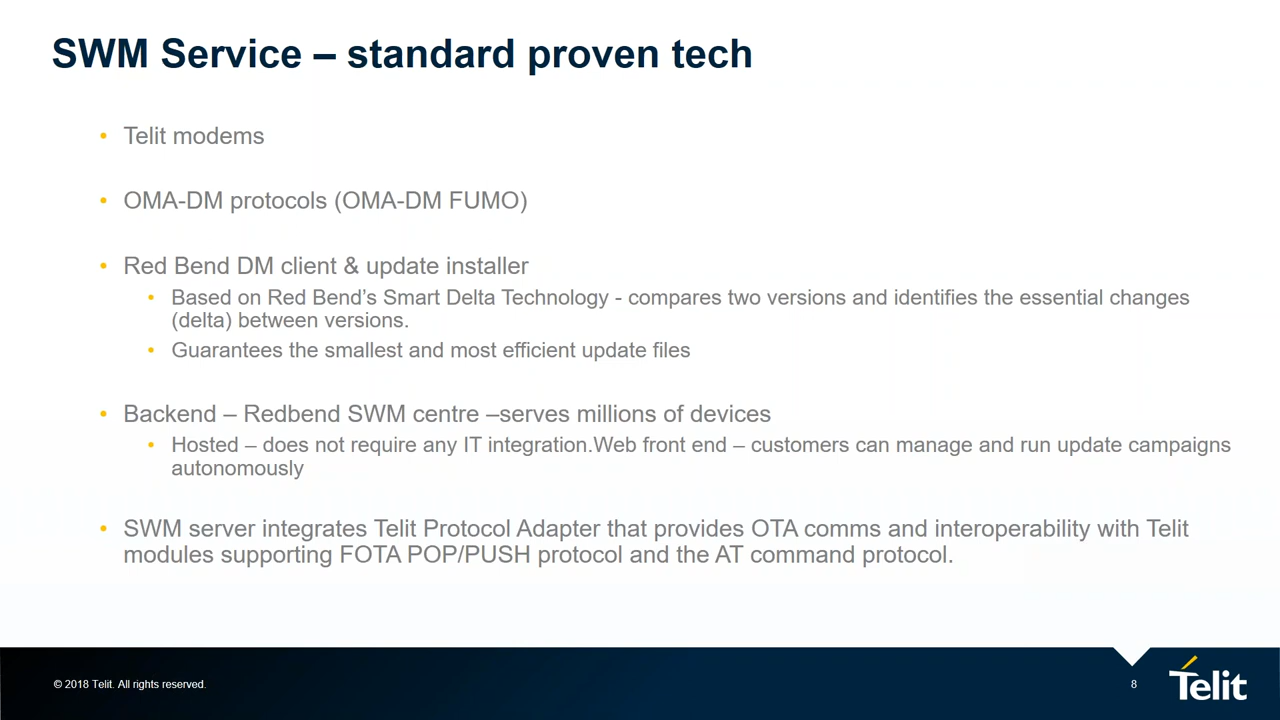 SWM Service – standard proven tech
• Telit modems
• OMA-DM protocols (OMA-DM FUMO)
• Red Bend DM client & update installer
• Based on Red Bend’s Smart Delta Technology - compares two versions and identifies the essential changes
(delta) between versions.
• Guarantees the smallest and most efficient update files
• Backend – Redbend SWM centre –serves millions of devices
• Hosted – does not require any IT integration.Web front end – customers can manage and run update campaigns
autonomously
• SWM server integrates Telit Protocol Adapter that provides OTA comms and interoperability with Telit
modules supporting FOTA POP/PUSH protocol and the AT command protocol.
© 2018 Telit. All rights reserved.
8
Telit